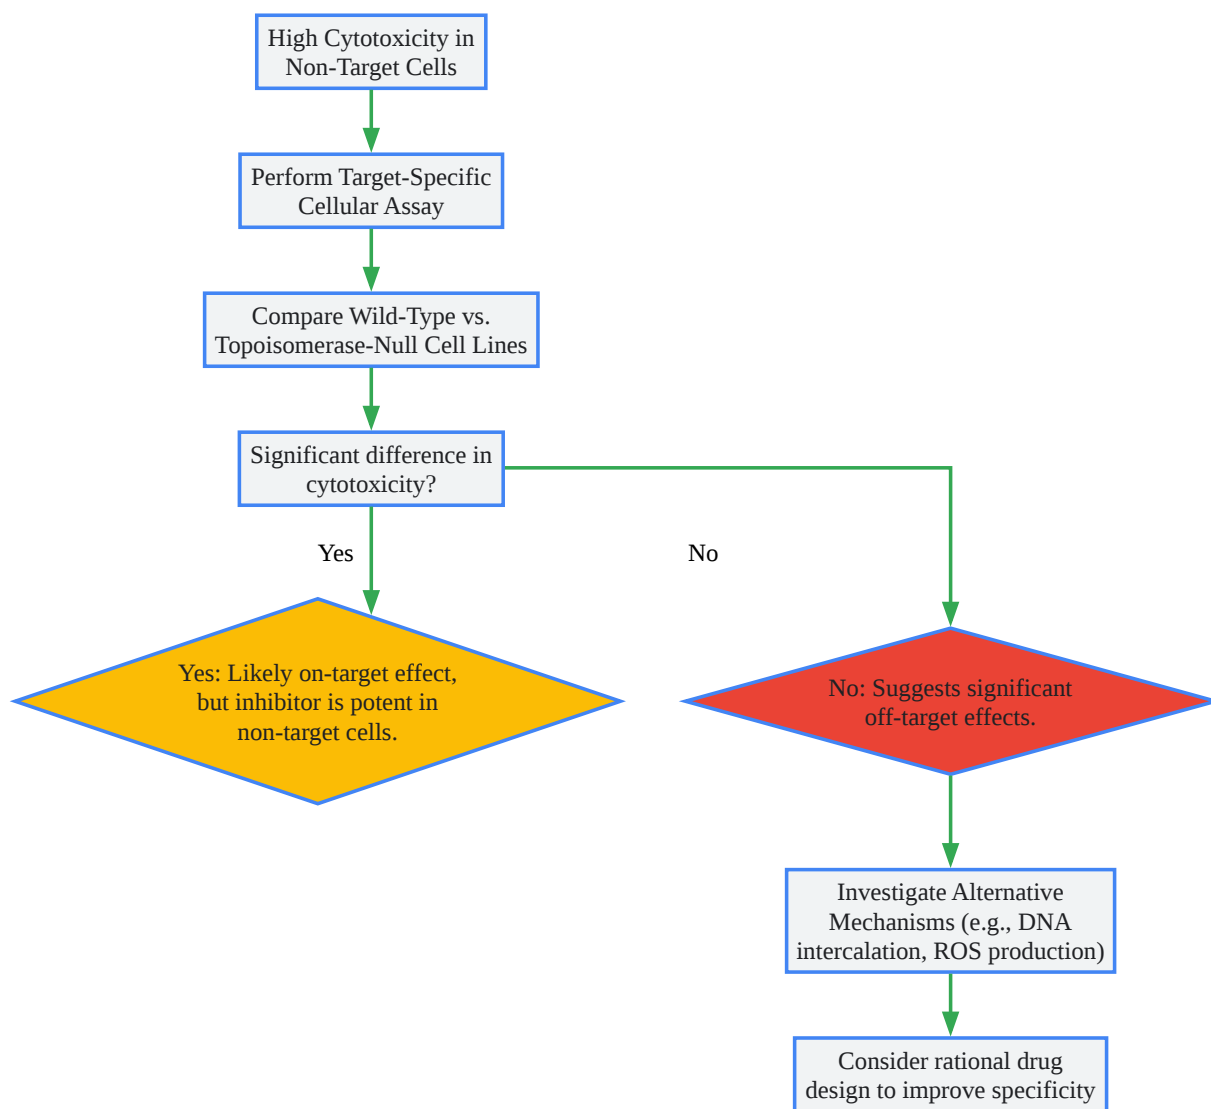 High Cytotoxicity in
Non-Target Cells
Perform Target-Specific
Cellular Assay
Compare Wild-Type vs.
Topoisomerase-Null Cell Lines
Significant difference in
cytotoxicity?
Yes
No
Yes: Likely on-target effect,
but inhibitor is potent in
non-target cells.
No: Suggests significant
off-target effects.
Investigate Alternative
Mechanisms (e.g., DNA
intercalation, ROS production)
Consider rational drug
design to improve specificity